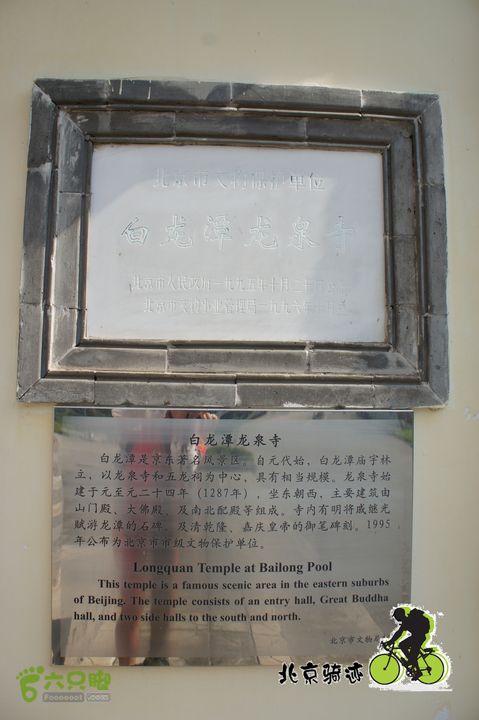 北京市文物保护单位
白龙潭龙泉寺
北京市人民政府一九九五年十月二十
北京市文物事业管理局一九九六年
白龙潭龙泉寺
白龙潭是京东著名风景区。自元代始，白龙潭庙宇林
立，以龙泉寺和五龙祠为中心，具有相当规模。龙泉寺始
建于元至元二十四年（1287年），坐东朝西，主要建筑由
山门殿、大佛殿、及南北配殿等组成。寺内有明将戚继光
赋游龙潭的石碑，及清乾隆、嘉庆皇帝的御笔碑刻。1995
年公布为北京市市级文物保护单位。
Longquan Temple at Bailong Pool
This temple is a famous scenic area in the eastern suburbs
of Beijing. The temple consists of an entry hall, Great Buddha
hall, and two side halls to the south and north.
北京市文物局
六只脚
Foooooot.com
北京骑迹